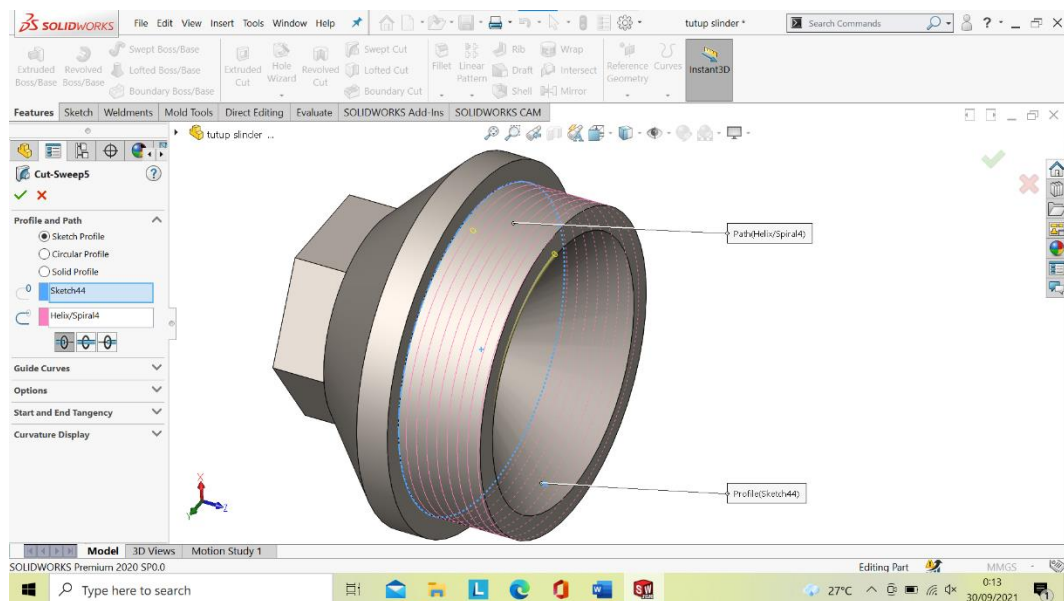 SOLIDWORKS File Edit View Insert Tools Window Help tutup slinder * Search Commands ?
Extruded Boss/Base
Revolved Boss/Base
Swept Boss/Base
Lofted Boss/Base
Boundary Boss/Base
Extruded Cut
Hole Wizard
Revolved Cut
Swept Cut
Lofted Cut
Boundary Cut
Fillet
Linear Pattern
Rib
Draft
Shell
Wrap
Intersect
Mirror
Reference Geometry
Curves
Instant3D
Features Sketch Weldments Mold Tools Direct Editing Evaluate SOLIDWORKS Add-Ins SOLIDWORKS CAM
tutup slinder ...
Cut-Sweep5 ?
Profile and Path
Sketch Profile
Circular Profile
Solid Profile
Sketch44
Helix/Spiral4
Guide Curves
Options
Start and End Tangency
Curvature Display
Path(Helix/Spiral4)
Profile(Sketch44)
X
Y
Z
Model 3D Views Motion Study 1
SOLIDWORKS Premium 2020 SP0.0 Editing Part MMGS
Type here to search 27°C 0:13
30/09/2021